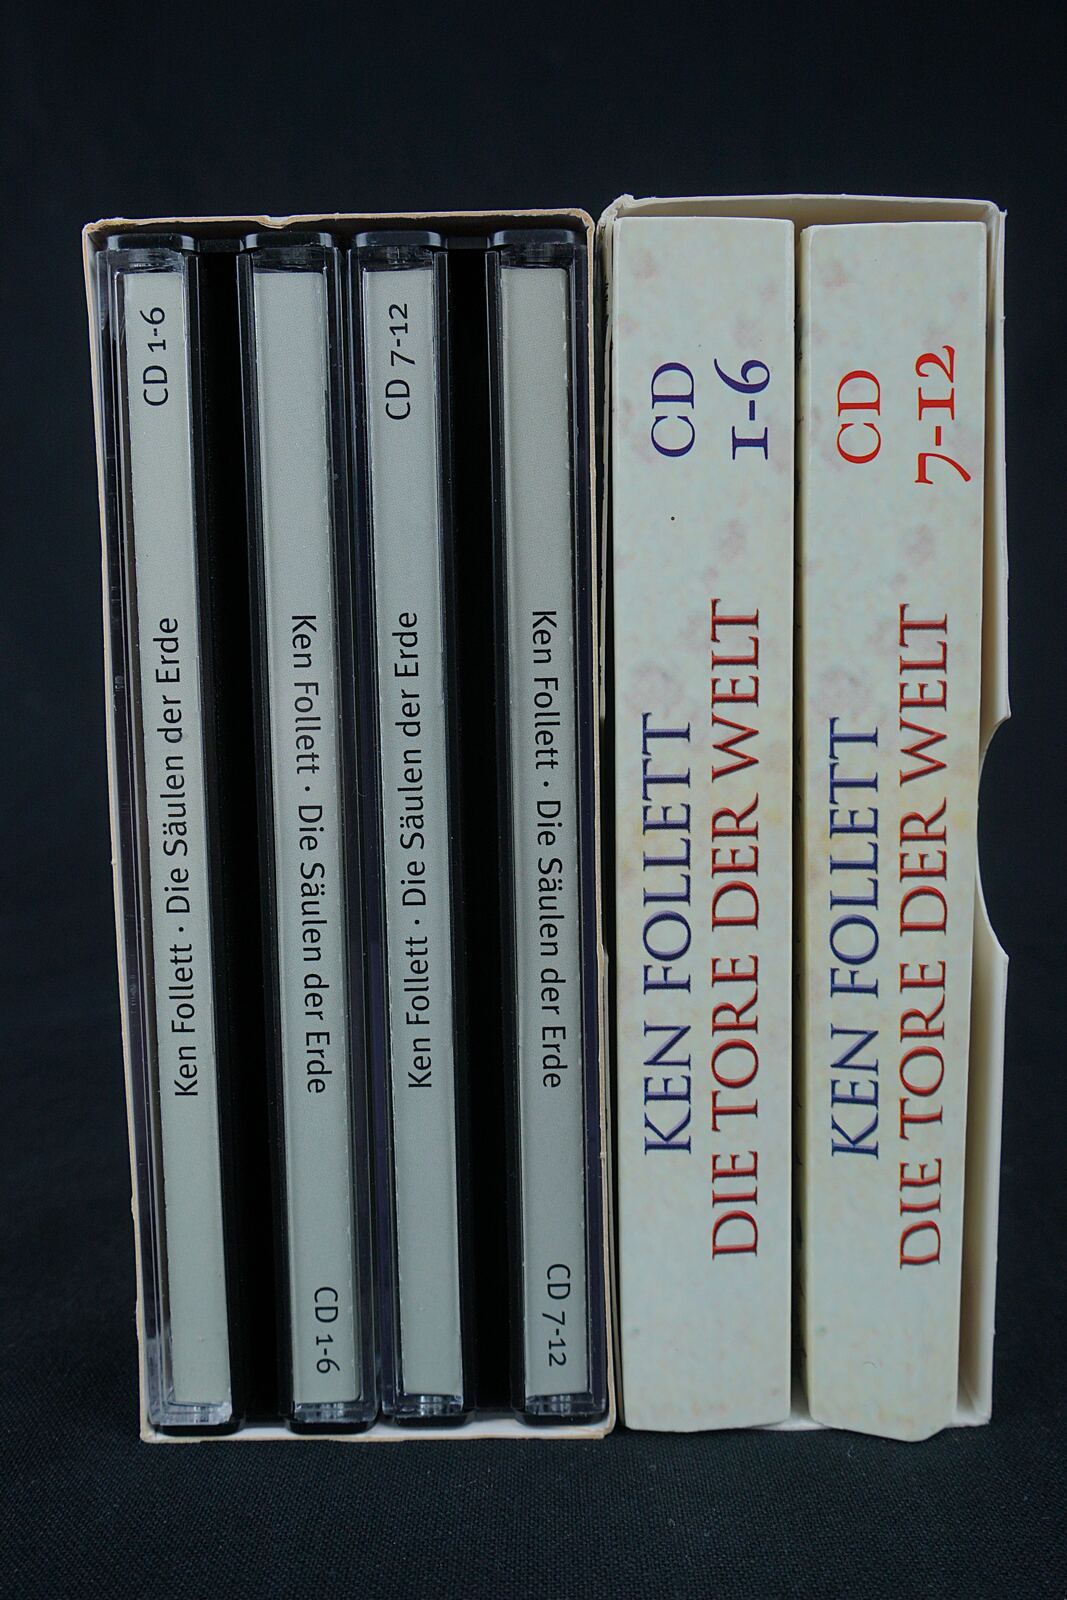 Ken Follett · Die Säulen der Erde CD 1-6
Ken Follett · Die Säulen der Erde CD 1-6
Ken Follett · Die Säulen der Erde CD 7-12
Ken Follett · Die Säulen der Erde CD 7-12
KEN FOLLETT CD
DIE TORE DER WELT 1-6
KEN FOLLETT CD
DIE TORE DER WELT 7-12